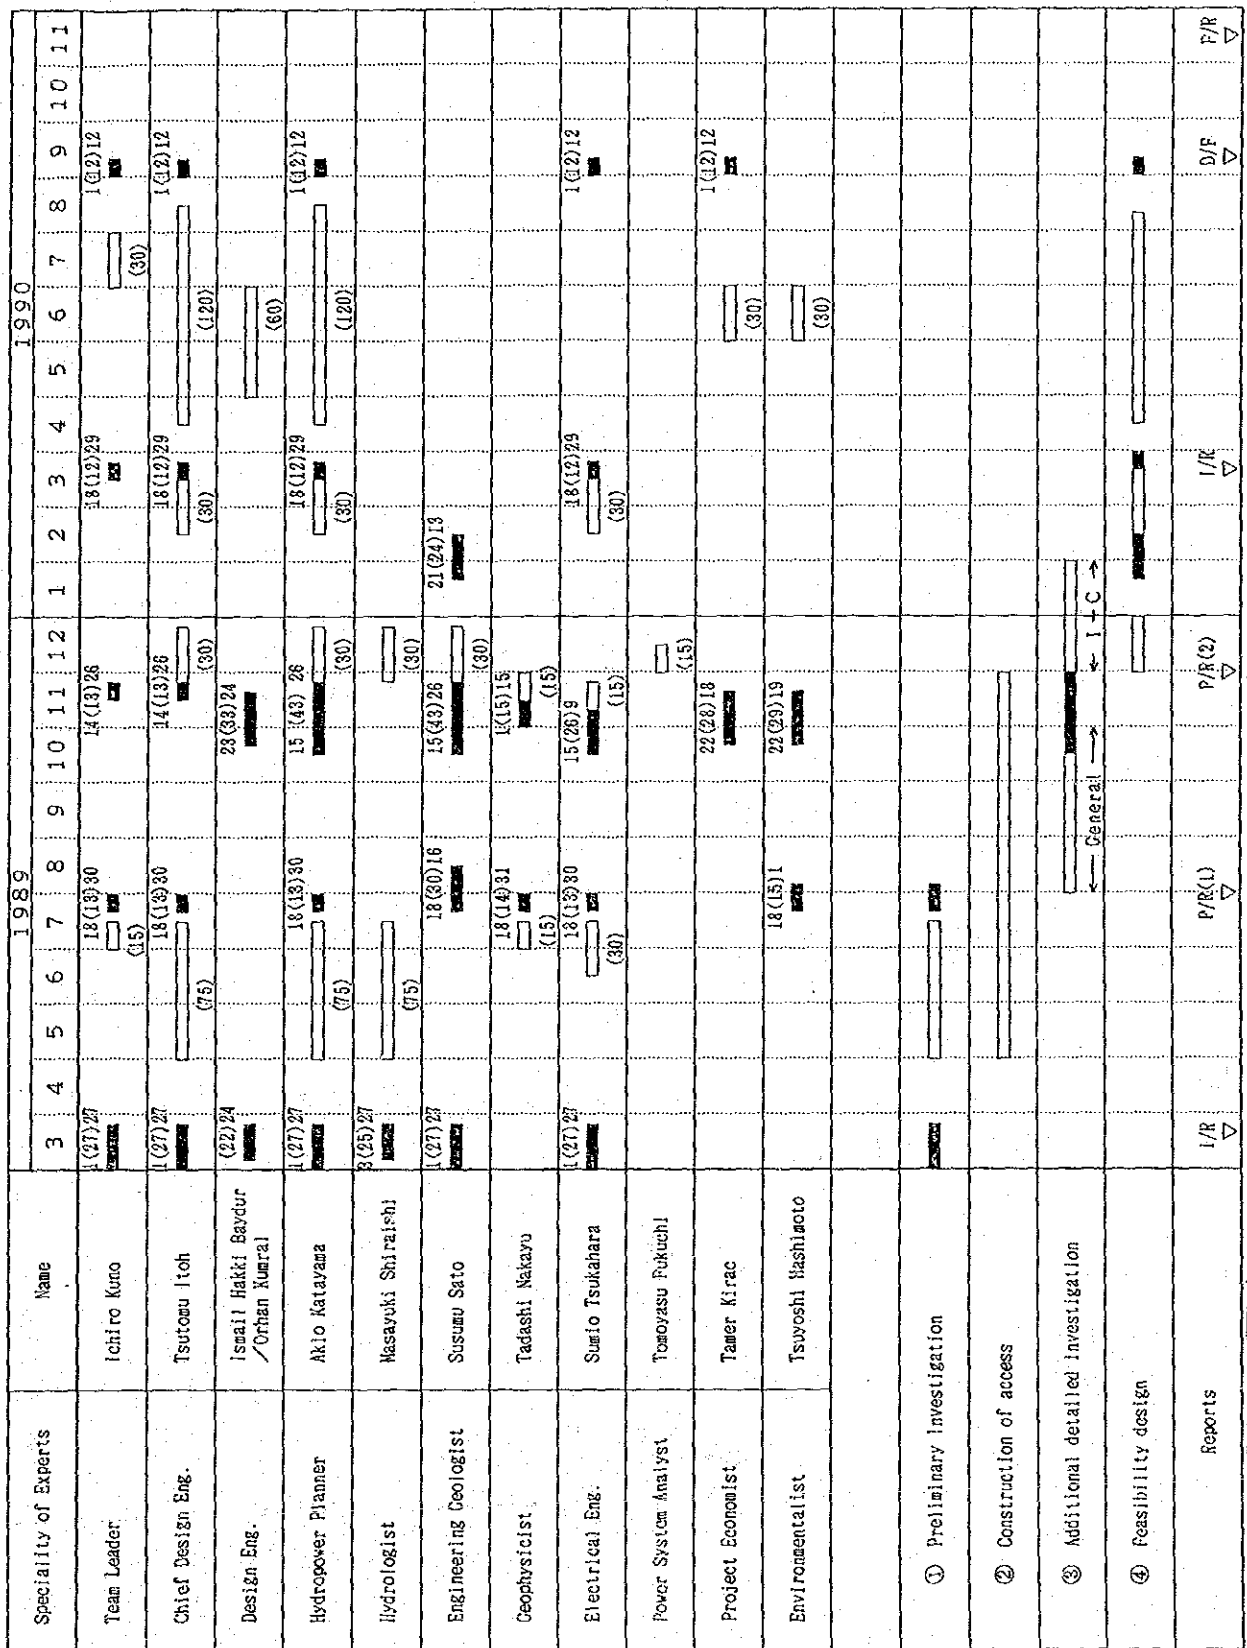 Speciality of Experts Name 1989 1990
3 4 5 6 7 8 9 10 11 12 1 2 3 4 5 6 7 8 9 10 11
Team Leader Ichiro Kuno 1(27)27 18(13)30 14(13)26 18(12)29 1(12)12
(15) (30)
Chief Design Eng. Tsutomu Itoh 1(27)27 18(13)30 14(13)26 18(12)29 1(12)12
(75) (30) (30) (120)
Design Eng. Ismail Hakki Baydur (22)24 23(33)24
/Orhan Kumral (60)
Hydropower Planner Akio Katayama 1(27)27 18(13)30 15(43) 26 18(12)29 1(12)12
(75) (30) (30) (120)
Hydrologist Masayuki Shiraishi 3(25)27
(75) (30)
Engineering Geologist Susumu Sato 1(27)27 18(30)16 15(43)26 21(24)13
(30)
Geophysicist Tadashi Nakayu 18(14)31 1(15)15
(15) (15)
Electrical Eng. Sumio Tsukahara 1(27)27 18(13)30 15(26)9 18(12)29 1(12)12
(30) (15) (30)
Power System Analyst Tomoyasu Fukuchi
(15)
Project Economist Tamer Kirac 22(28)18 1(12)12
(30)
Environmentalist Tsuyoshi Hashimoto 18(15)1 22(29)19
(30)
① Preliminary Investigation
② Construction of access
③ Additional detailed investigation
← General → ← I - C →
④ Feasibility design
Reports I/R P/R(1) P/R(2) I/R D/F F/R
▽ ▽ ▽ ▽ ▽ ▽